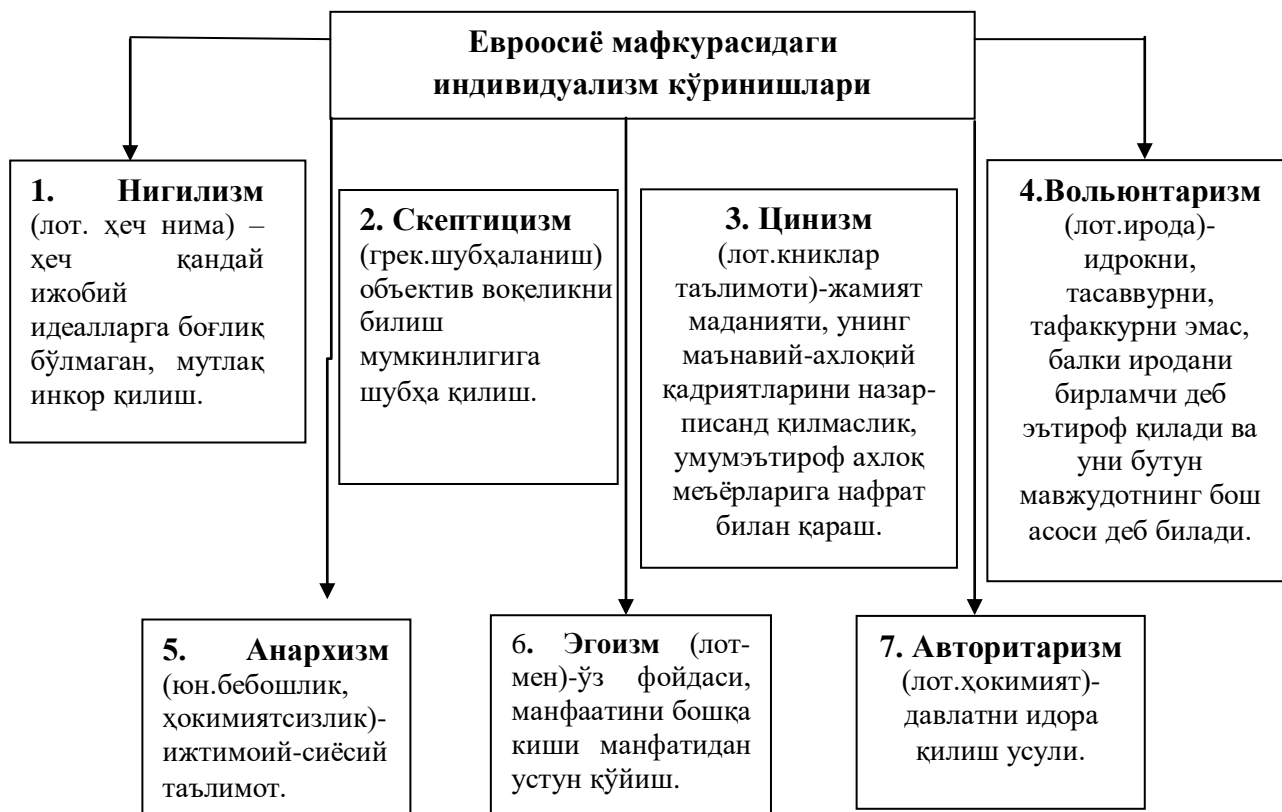 Евроосиё мафкурасидаги
индивидуализм кўринишлари
1. Нигилизм
(лот. ҳеч нима) –
ҳеч қандай
ижобий
идеалларга боғлиқ
бўлмаган, мутлақ
инкор қилиш.
2. Скептицизм
(грек.шубҳаланиш)
объектив воқеликни
билиш
мумкинлигига
шубҳа қилиш.
3. Цинизм
(лот.книклар
таълимоти)-жамият
маданияти, унинг
маънавий-ахлоқий
қадриятларини назар-
писанд қилмаслик,
умумэътироф ахлоқ
меъёрларига нафрат
билан қараш.
4.Вольюнтаризм
(лот.ирода)-
идрокни,
тасаввурни,
тафаккурни эмас,
балки иродани
бирламчи деб
эътироф қилади ва
уни бутун
мавжудотнинг бош
асоси деб билади.
5. Анархизм
(юн.бебошлик,
ҳокимиятсизлик)-
ижтимоий-сиёсий
таълимот.
6. Эгоизм (лот-
мен)-ўз фойдаси,
манфаатини бошқа
киши манфатидан
устун қўйиш.
7. Авторитаризм
(лот.ҳокимият)-
давлатни идора
қилиш усули.